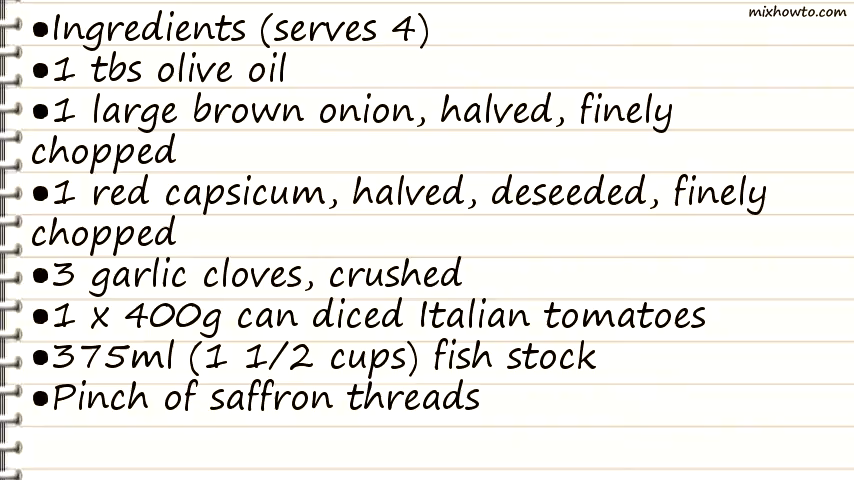 mixhowto.com
●Ingredients (serves 4)
●1 tbs olive oil
●1 large brown onion, halved, finely
chopped
●1 red capsicum, halved, deseeded, finely
chopped
●3 garlic cloves, crushed
●1 x 400g can diced Italian tomatoes
●375ml (1 1/2 cups) fish stock
●Pinch of saffron threads